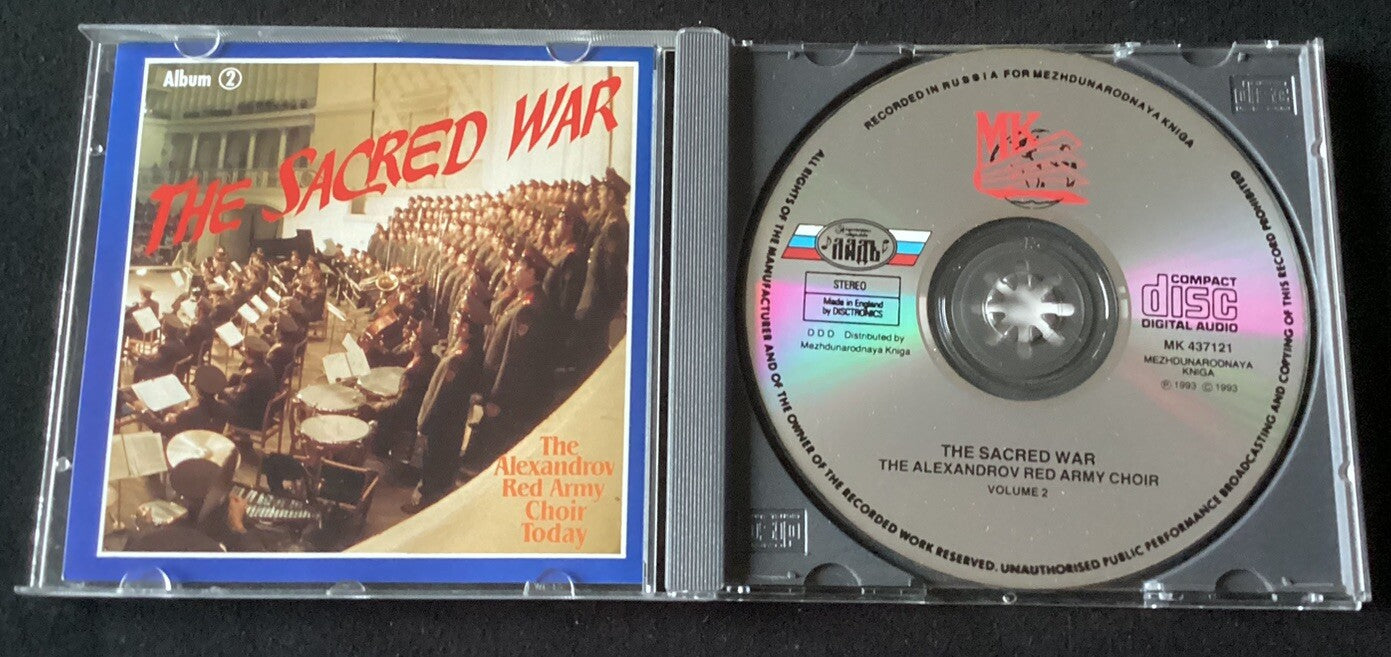 Album 2
THE SACRED WAR
The
Alexandrov
Red Army
Choir
Today
RECORDED IN RUSSIA FOR MEZHDUNARODNAYA KNIGA
MK
ЛАДЪ
STEREO
Made in England
by DISCTRONICS
D D D Distributed by
Mezhdunarodnaya Kniga
COMPACT
disc
DIGITAL AUDIO
MK 437121
MEZHDUNARODNAYA
KNIGA
℗ 1993 © 1993
THE SACRED WAR
THE ALEXANDROV RED ARMY CHOIR
VOLUME 2
ALL RIGHTS OF THE MANUFACTURER AND OF THE OWNER OF THE RECORDED WORK RESERVED. UNAUTHORISED PUBLIC PERFORMANCE BROADCASTING AND COPYING OF THIS RECORD PROHIBITED
disc